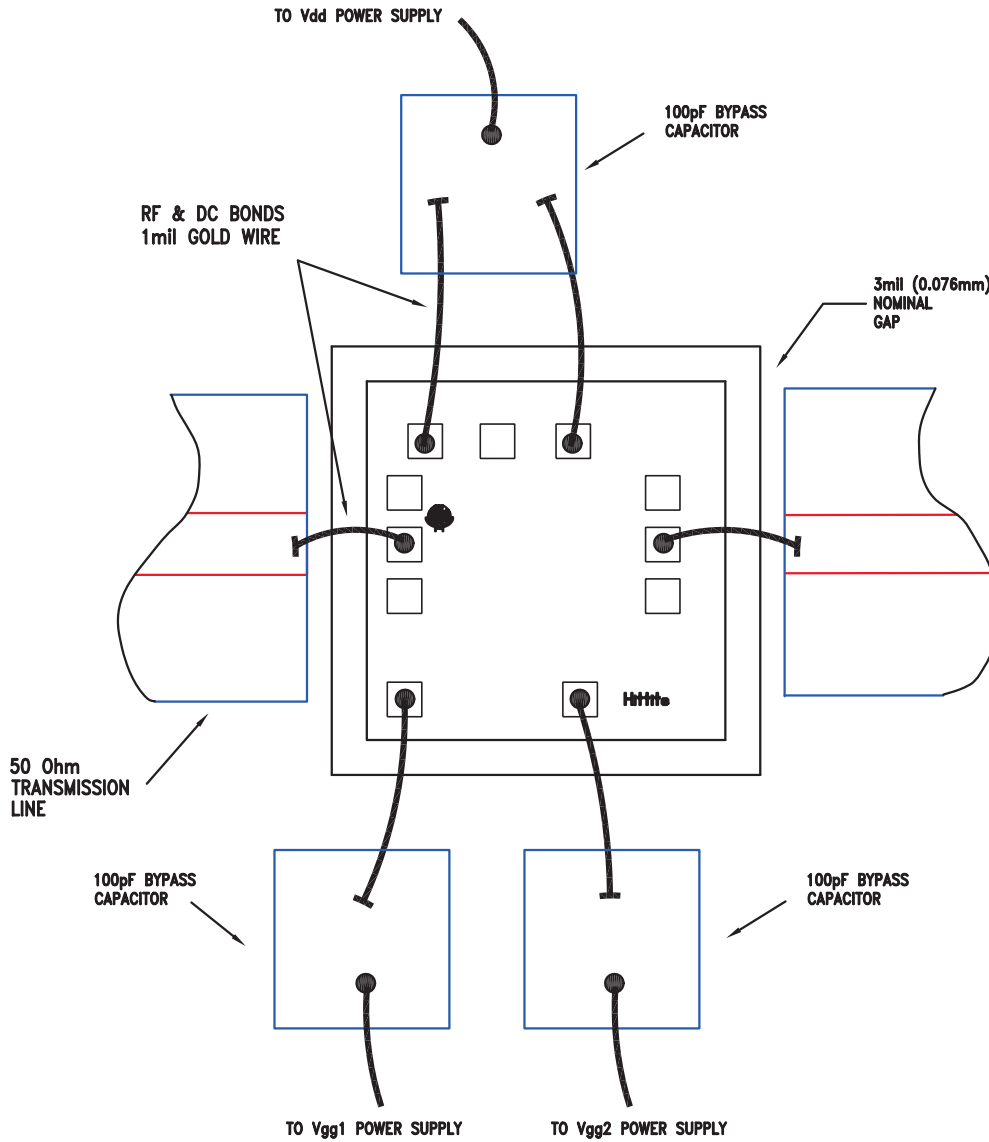 TO Vdd POWER SUPPLY
100pF BYPASS
CAPACITOR
RF & DC BONDS
1mil GOLD WIRE
3mil (0.076mm)
NOMINAL
GAP
Hittite
50 Ohm
TRANSMISSION
LINE
100pF BYPASS
CAPACITOR
100pF BYPASS
CAPACITOR
TO Vgg1 POWER SUPPLY
TO Vgg2 POWER SUPPLY